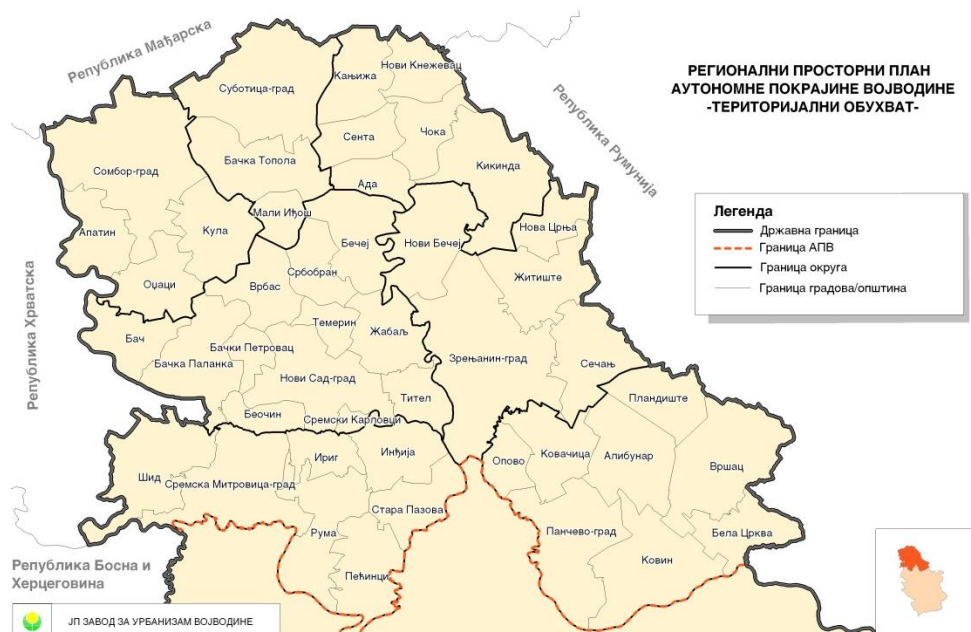 РЕГИОНАЛНИ ПРОСТОРНИ ПЛАН
АУТОНОМНЕ ПОКРАЈИНЕ ВОЈВОДИНЕ
-ТЕРИТОРИЈАЛНИ ОБУХВАТ-
Република Мађарска
Република Румунија
Република Хрватска
Република Босна и
Херцеговина
Легенда
Државна граница
Граница АПВ
Граница округа
Граница градова/општина
Суботица-град
Кањижа
Нови Кнежевац
Сента
Чока
Бачка Топола
Сомбор-град
Ада
Кикинда
Мали Иђош
Апатин
Кула
Бечеј
Нови Бечеј
Нова Црња
Србобран
Житиште
Оџаци
Врбас
Темерин
Жабаљ
Бач
Бачки Петровац
Бачка Паланка
Зрењанин-град
Сечањ
Нови Сад-град
Тител
Пландиште
Беочин
Сремски Карловци
Ириг
Инђија
Опово
Ковачица
Алибунар
Вршац
Шид
Сремска Митровица-град
Стара Пазова
Рума
Панчево-град
Бела Црква
Ковин
Пећинци
ЈП ЗАВОД ЗА УРБАНИЗАМ ВОЈВОДИНЕ